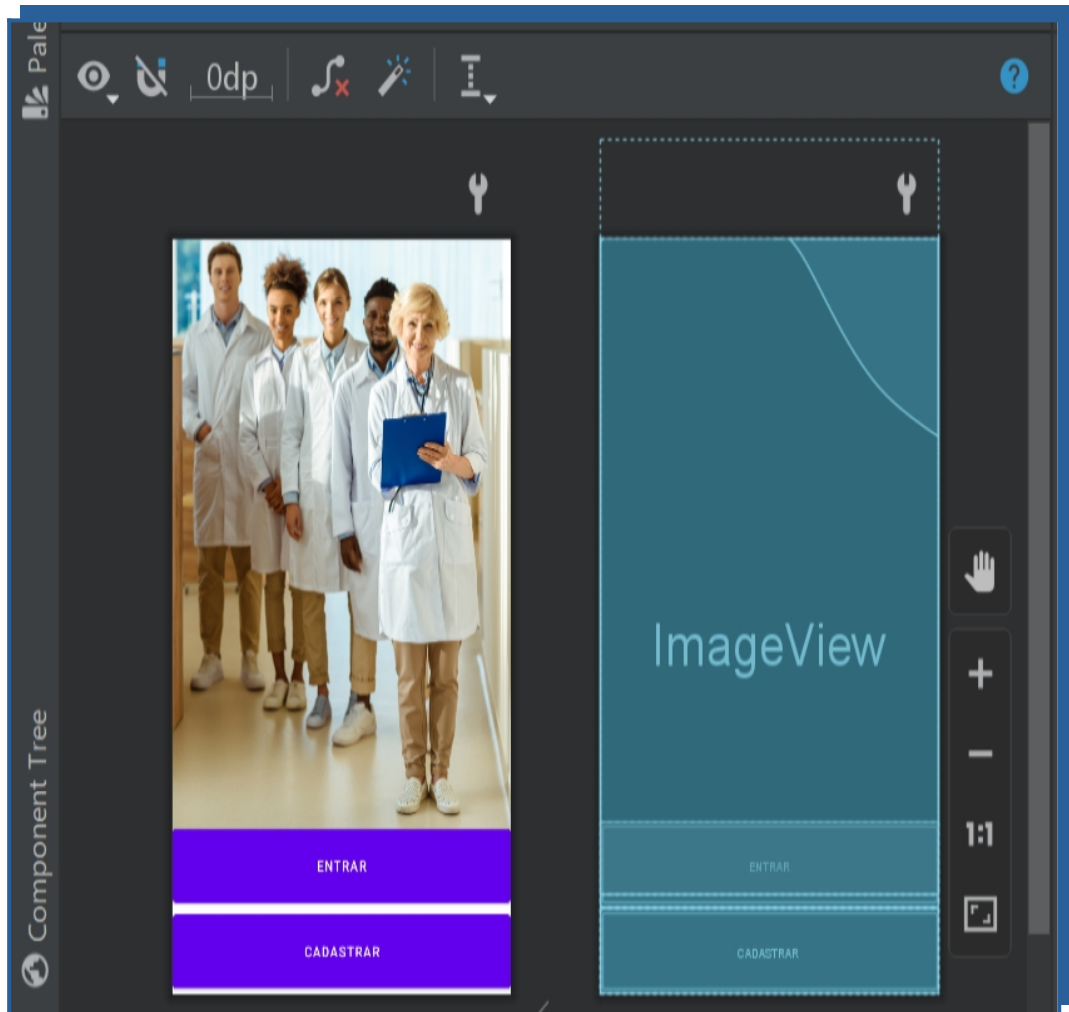 Pale
0dp
?
ImageView
1:1
ENTRAR
ENTRAR
CADASTRAR
CADASTRAR
Component Tree